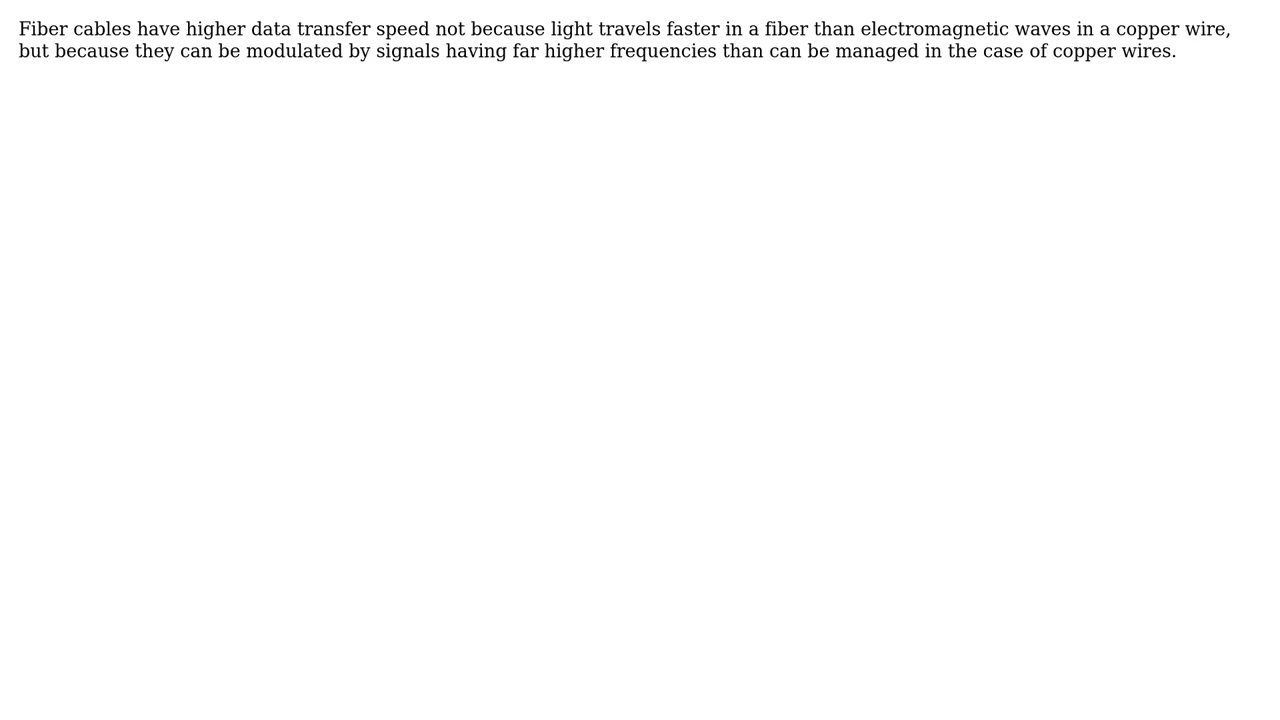 Fiber cables have higher data transfer speed not because light travels faster in a fiber than electromagnetic waves in a copper wire,
but because they can be modulated by signals having far higher frequencies than can be managed in the case of copper wires.